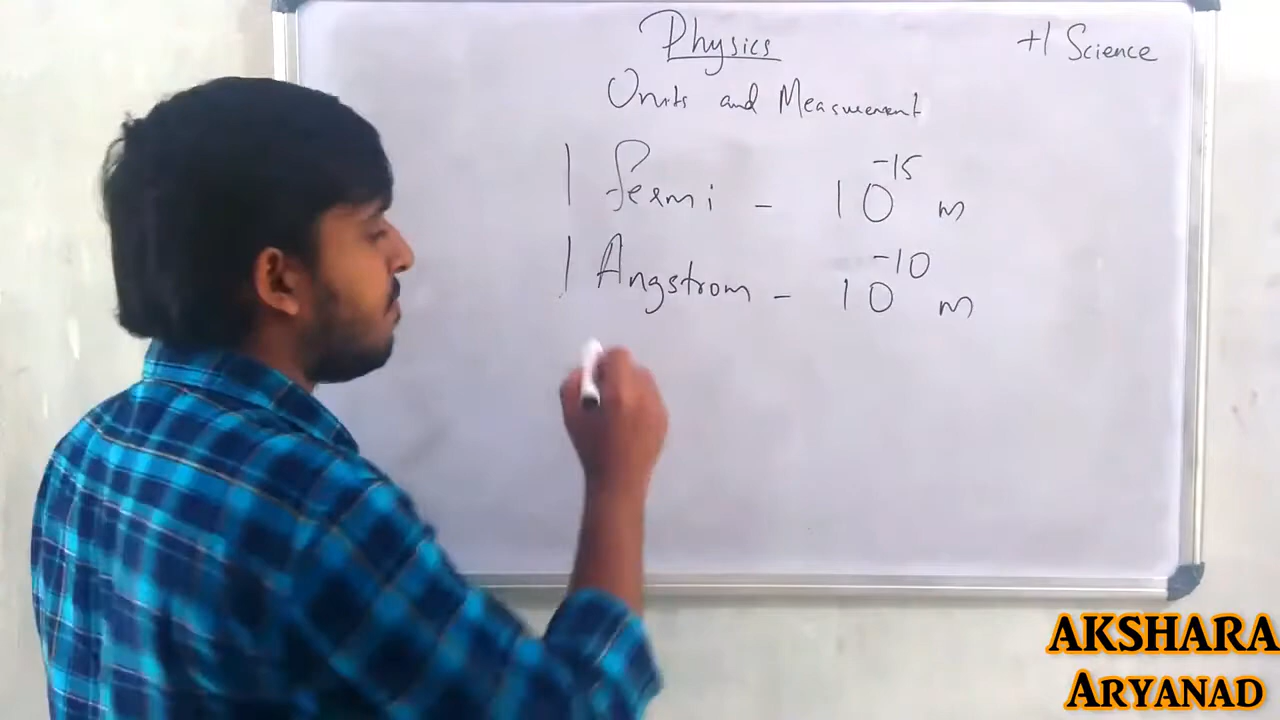 Physics
+1 Science
Units and Measurement
1 fermi - 10⁻¹⁵ m
1 Angstrom - 10⁻¹⁰ m
AKSHARA
ARYANAD